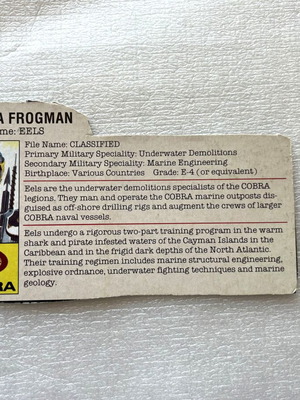 A FROGMAN
me: EELS
File Name: CLASSIFIED
Primary Military Speciality: Underwater Demolitions
Secondary Military Speciality: Marine Engineering
Birthplace: Various Countries Grade: E-4 (or equivalent)
Eels are the underwater demolitions specialists of the COBRA
legions. They man and operate the COBRA marine outposts dis-
guised as off-shore drilling rigs and augment the crews of larger
COBRA naval vessels.
Eels undergo a rigorous two-part training program in the warm
shark and pirate infested waters of the Cayman Islands in the
Caribbean and in the frigid dark depths of the North Atlantic.
Their training regimen includes marine structural engineering,
explosive ordnance, underwater fighting techniques and marine
geology.
RA